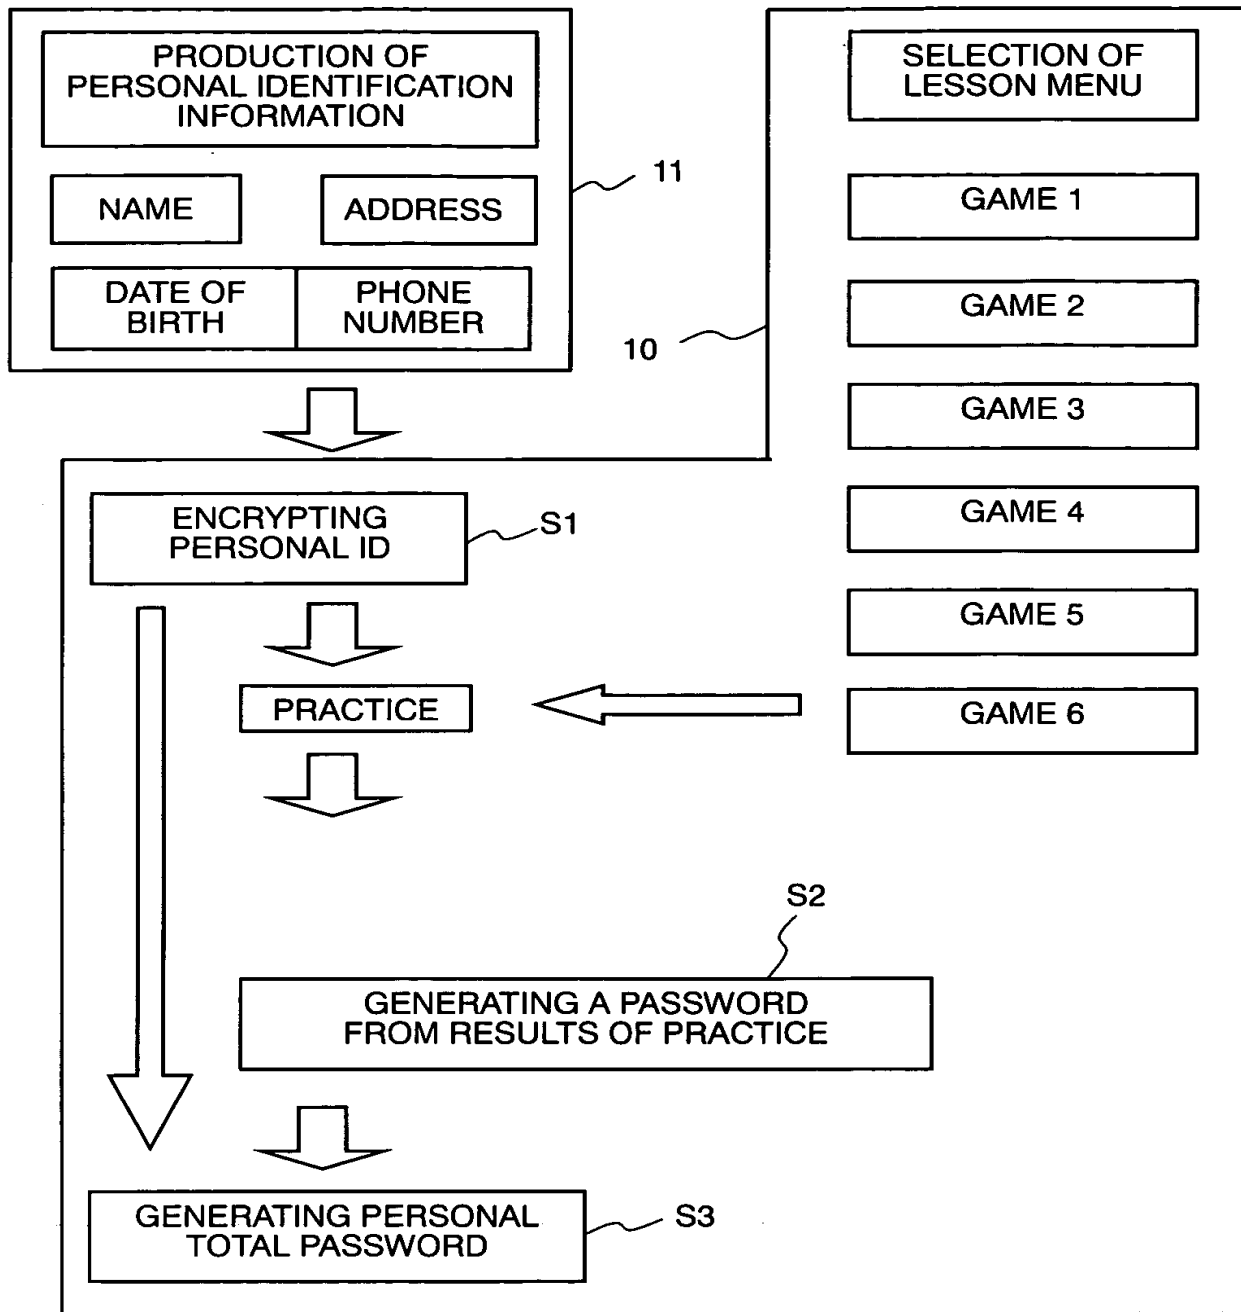 PRODUCTION OF
PERSONAL IDENTIFICATION
INFORMATION
NAME
ADDRESS
DATE OF
BIRTH
PHONE
NUMBER
11
SELECTION OF
LESSON MENU
GAME 1
GAME 2
GAME 3
GAME 4
GAME 5
GAME 6
10
ENCRYPTING
PERSONAL ID
S1
PRACTICE
S2
GENERATING A PASSWORD
FROM RESULTS OF PRACTICE
GENERATING PERSONAL
TOTAL PASSWORD
S3